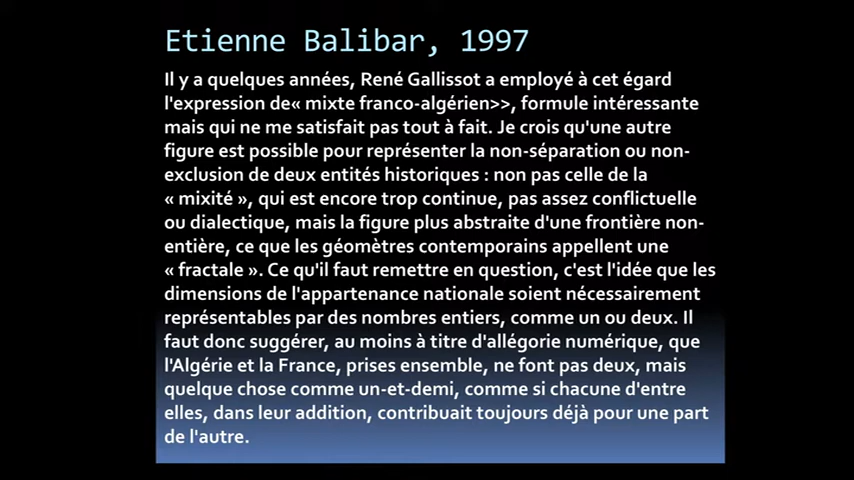 Etienne Balibar, 1997
Il y a quelques années, René Gallissot a employé à cet égard
l'expression de« mixte franco-algérien>>, formule intéressante
mais qui ne me satisfait pas tout à fait. Je crois qu'une autre
figure est possible pour représenter la non-séparation ou non-
exclusion de deux entités historiques : non pas celle de la
« mixité », qui est encore trop continue, pas assez conflictuelle
ou dialectique, mais la figure plus abstraite d'une frontière non-
entière, ce que les géomètres contemporains appellent une
« fractale ». Ce qu'il faut remettre en question, c'est l'idée que les
dimensions de l'appartenance nationale soient nécessairement
représentables par des nombres entiers, comme un ou deux. Il
faut donc suggérer, au moins à titre d'allégorie numérique, que
l'Algérie et la France, prises ensemble, ne font pas deux, mais
quelque chose comme un-et-demi, comme si chacune d'entre
elles, dans leur addition, contribuait toujours déjà pour une part
de l'autre.